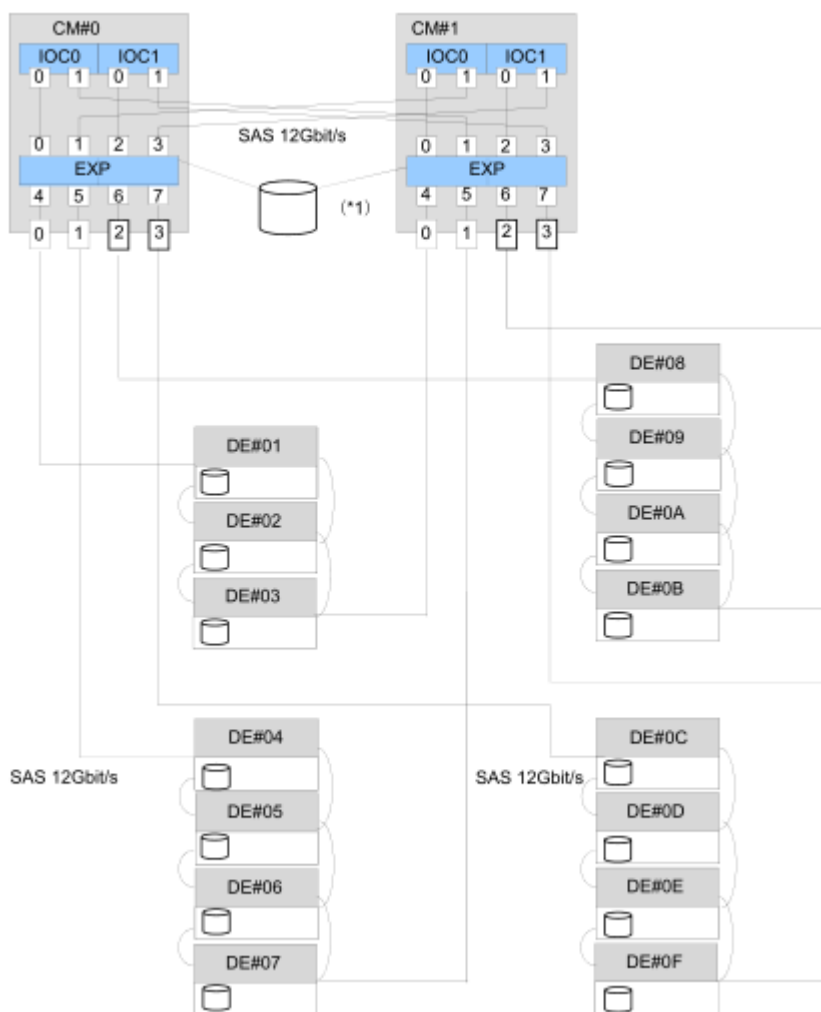 CM#0 CM#1
IOC0 IOC1 IOC0 IOC1
0 1 0 1 0 1 0 1
SAS 12Gbit/s
0 1 2 3 0 1 2 3
EXP EXP
4 5 6 7 4 5 6 7
(*1)
0 1 2 3 0 1 2 3
DE#08
DE#09
DE#0A
DE#0B
DE#01
DE#02
DE#03
DE#04
DE#05
DE#06
DE#07
SAS 12Gbit/s
DE#0C
DE#0D
DE#0E
DE#0F
SAS 12Gbit/s